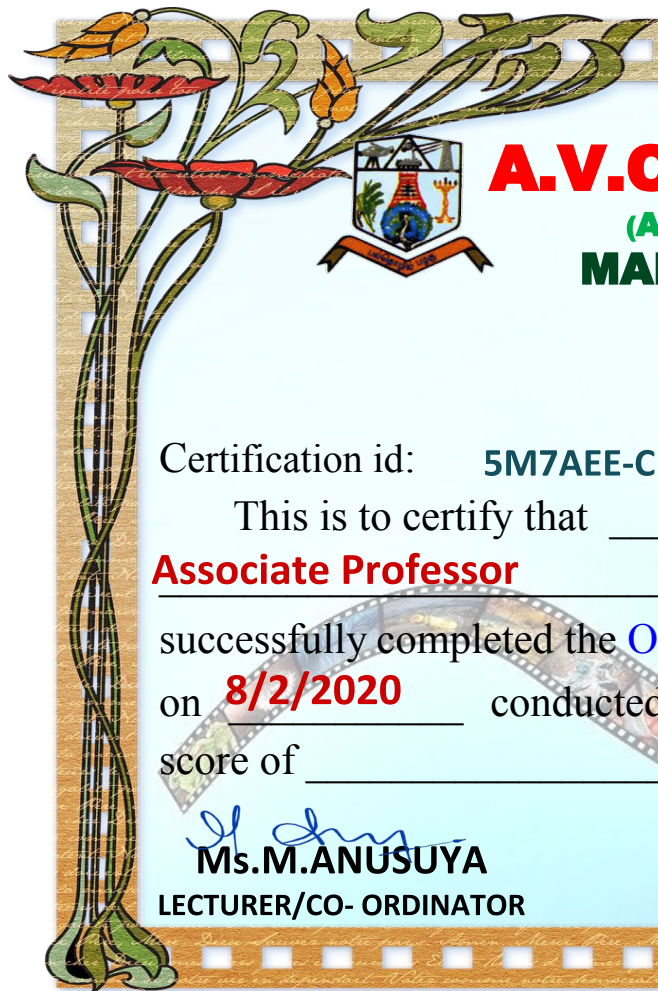 A.V.C
(A
MAI
Certification id: 5M7AEE-C
This is to certify that
Associate Professor
successfully completed the O
on 8/2/2020 conducted
score of
Ms.M.ANUSUYA
LECTURER/CO- ORDINATOR